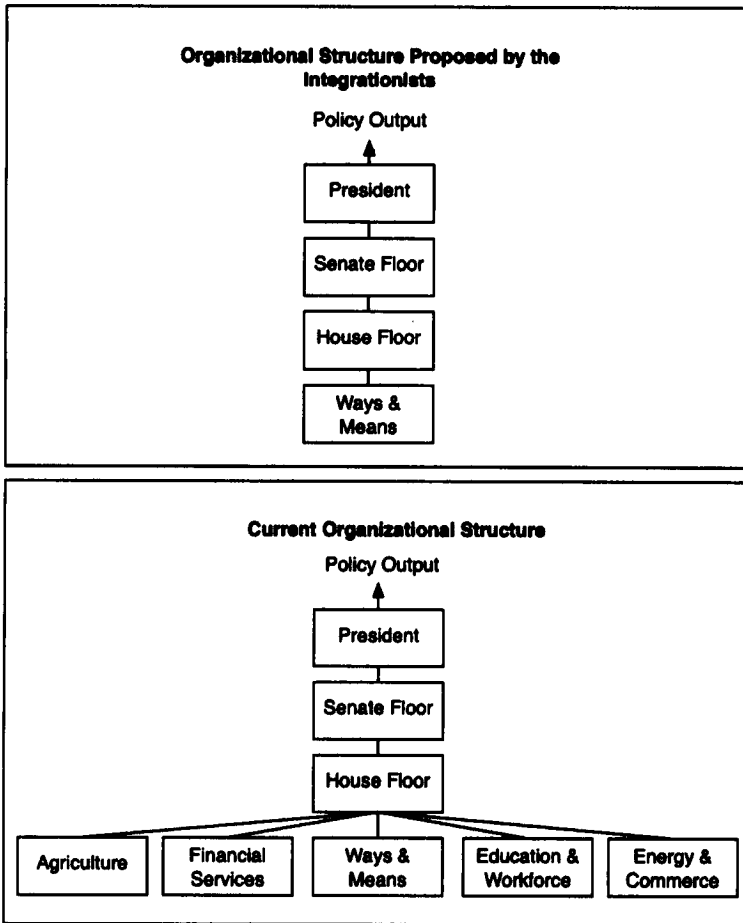 Organizational Structure Proposed by the
Integrationists
Policy Output
President
Senate Floor
House Floor
Ways &
Means
Current Organizational Structure
Policy Output
President
Senate Floor
House Floor
Agriculture
Financial
Services
Ways &
Means
Education &
Workforce
Energy &
Commerce